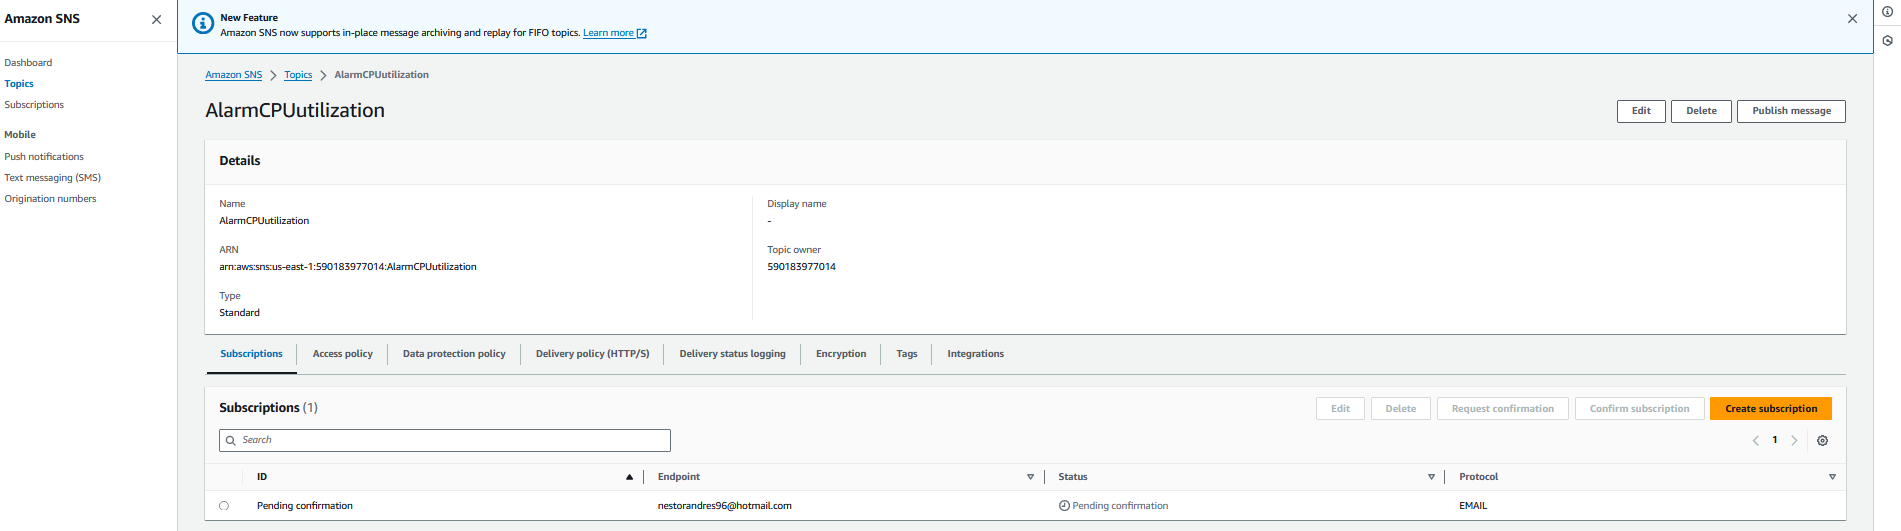 Amazon SNS
Dashboard
Topics
Subscriptions
Mobile
Push notifications
Text messaging (SMS)
Origination numbers
New Feature
Amazon SNS now supports in-place message archiving and replay for FIFO topics. Learn more
Amazon SNS > Topics > AlarmCPUutilization
AlarmCPUutilization
Edit Delete Publish message
Details
Name
AlarmCPUutilization
ARN
arn:aws:sns:us-east-1:590183977014:AlarmCPUutilization
Type
Standard
Display name
-
Topic owner
590183977014
Subscriptions Access policy Data protection policy Delivery policy (HTTP/S) Delivery status logging Encryption Tags Integrations
Subscriptions (1)
Edit Delete Request confirmation Confirm subscription Create subscription
Search
1
ID Endpoint Status Protocol
Pending confirmation nestorandres96@hotmail.com Pending confirmation EMAIL